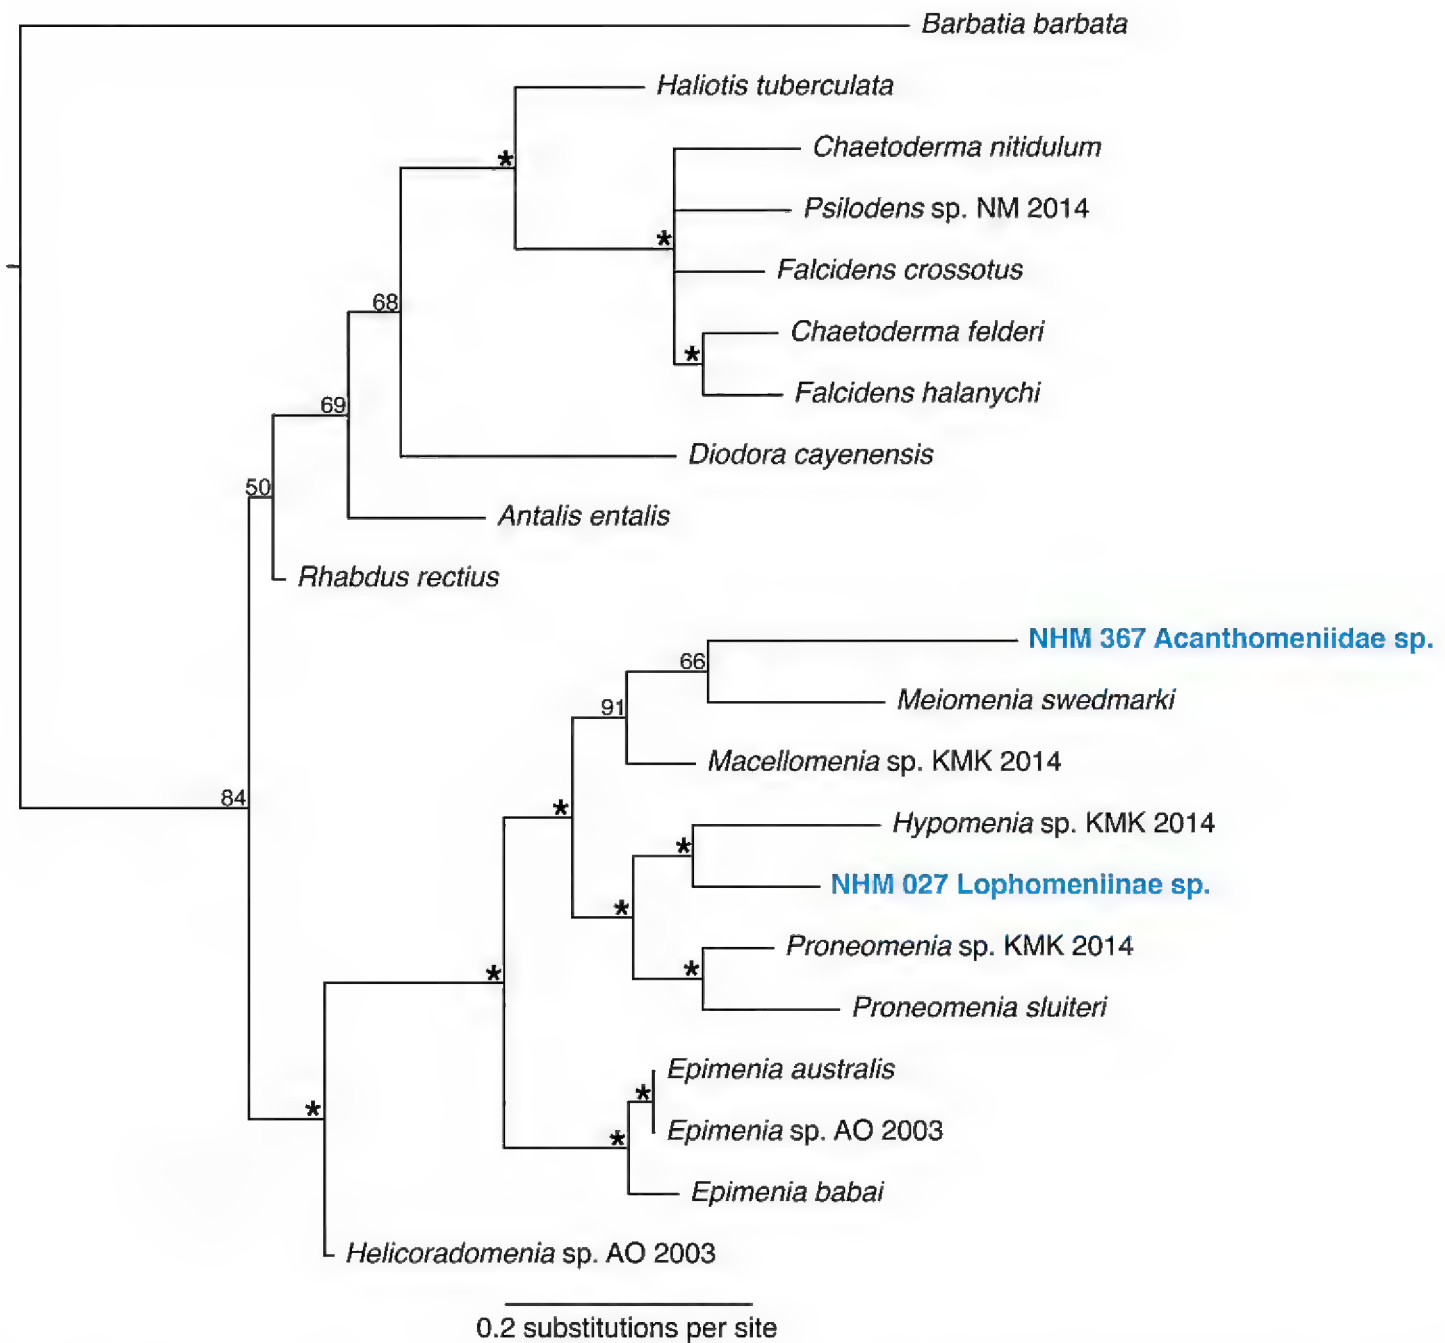 Barbatia barbata
Haliotis tuberculata
*
Chaetoderma nitidulum
Psilodens sp. NM 2014
*
Falcidens crossotus
68
Chaetoderma felderi
*
Falcidens halanychi
69
Diodora cayenensis
50
Antalis entalis
Rhabdus rectius
NHM 367 Acanthomeniidae sp.
66
Meiomenia swedmarki
91
Macellomenia sp. KMK 2014
84
*
Hypomenia sp. KMK 2014
*
NHM 027 Lophomeniinae sp.
*
Proneomenia sp. KMK 2014
*
*
Proneomenia sluiteri
Epimenia australis
*
*
Epimenia sp. AO 2003
*
Epimenia babai
Helicoradomenia sp. AO 2003
0.2 substitutions per site